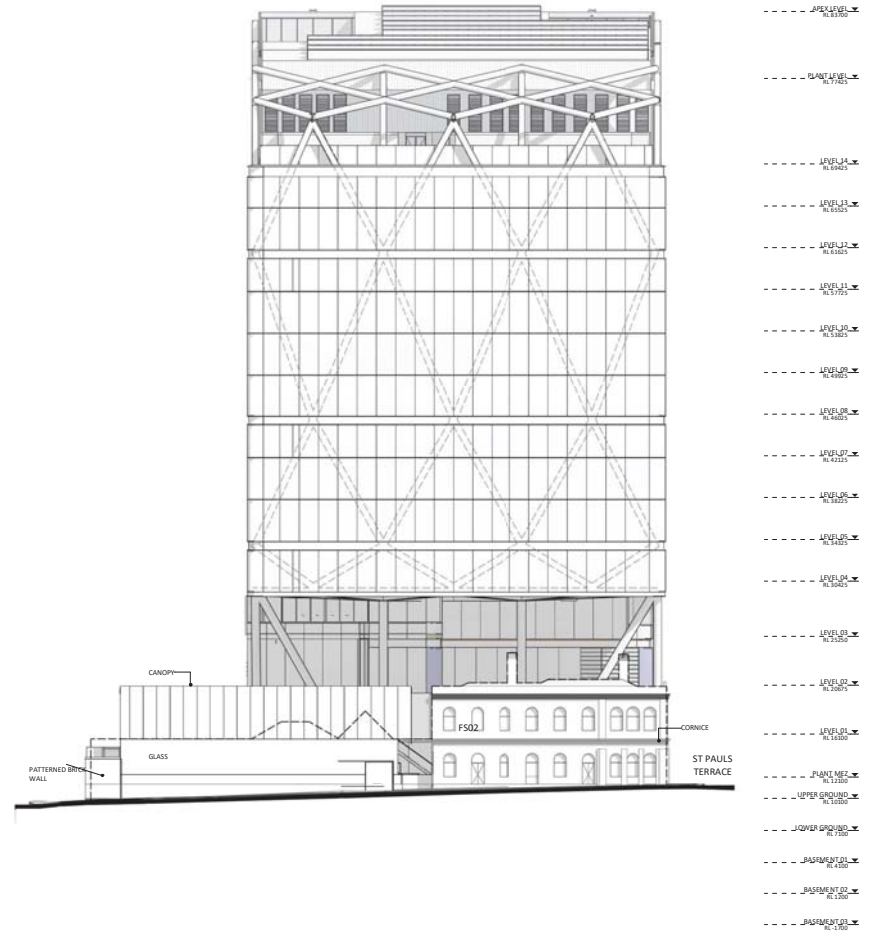 APEX LEVEL
RL 83700
PLANT LEVEL
RL 77425
LEVEL 14
RL 69425
LEVEL 13
RL 65525
LEVEL 12
RL 61625
LEVEL 11
RL 57725
LEVEL 10
RL 53825
LEVEL 09
RL 49925
LEVEL 08
RL 46025
LEVEL 07
RL 42125
LEVEL 06
RL 38225
LEVEL 05
RL 34325
LEVEL 04
RL 30425
LEVEL 03
RL 25250
LEVEL 02
RL 20675
LEVEL 01
RL 16100
PLANT MEZ
RL 12100
UPPER GROUND
RL 10100
LOWER GROUND
RL 7100
BASEMENT 01
RL 4100
BASEMENT 02
RL 1200
BASEMENT 03
RL -1700
CANOPY
FS02
CORNICE
GLASS
PATTERNED BRICK
WALL
ST PAULS
TERRACE